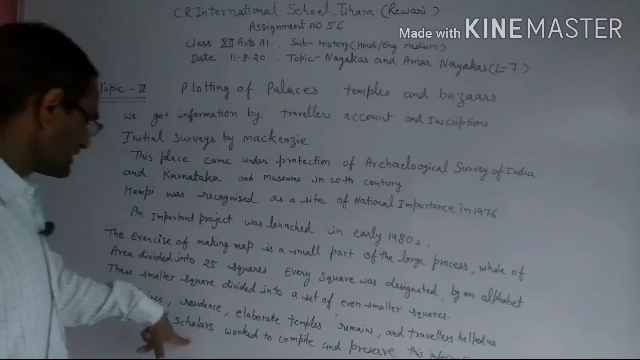 CR International School, Ithara (Rewari)
Assignment No 56
Made with KINEMASTER
Class XII Arts A1 Sub- History (Hindi/Eng medium)
Date 11-8-20 Topic- Nayakas and Amar Nayakas (L-7)
Topic - II Plotting of Palaces temples and bazaars
we got information by travellers account and Inscriptions
Initial Surveys by mackenzie
This place came under protection of Archaeloogical Survey of India
and Karnataka and Museums in 20th century
Hampi was recognised as a site of National Importance in 1976
An Important project was launched in early 1980s,
The Exercise of making map is a small part of the large process, whole of
Area divided into 25 squares. Every square was designated by an alphabet
These smaller square divided into a set of even smaller squares.
residence, elaborate temples remains, and travellers helped us
Scholars worked to compile and preserve this